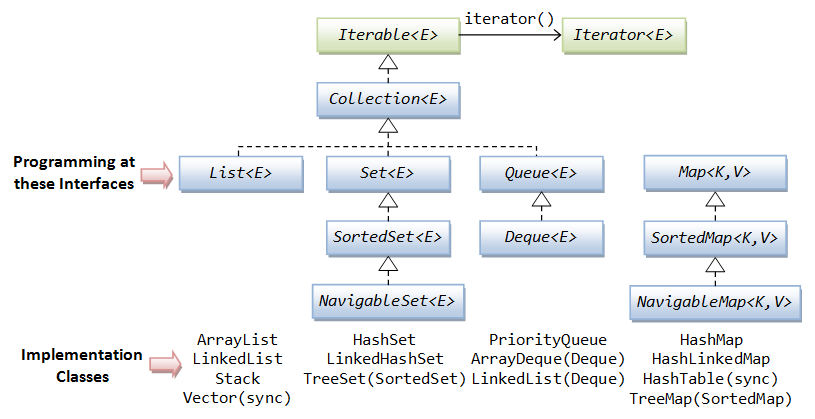 iterator()
Iterable<E>
Iterator<E>
Collection<E>
Programming at
these Interfaces
List<E>
Set<E>
Queue<E>
Map<K,V>
SortedSet<E>
Deque<E>
SortedMap<K,V>
NavigableSet<E>
NavigableMap<K,V>
Implementation
Classes
ArrayList
LinkedList
Stack
Vector(sync)
HashSet
LinkedHashSet
TreeSet(SortedSet)
PriorityQueue
ArrayDeque(Deque)
LinkedList(Deque)
HashMap
HashLinkedMap
HashTable(sync)
TreeMap(SortedMap)